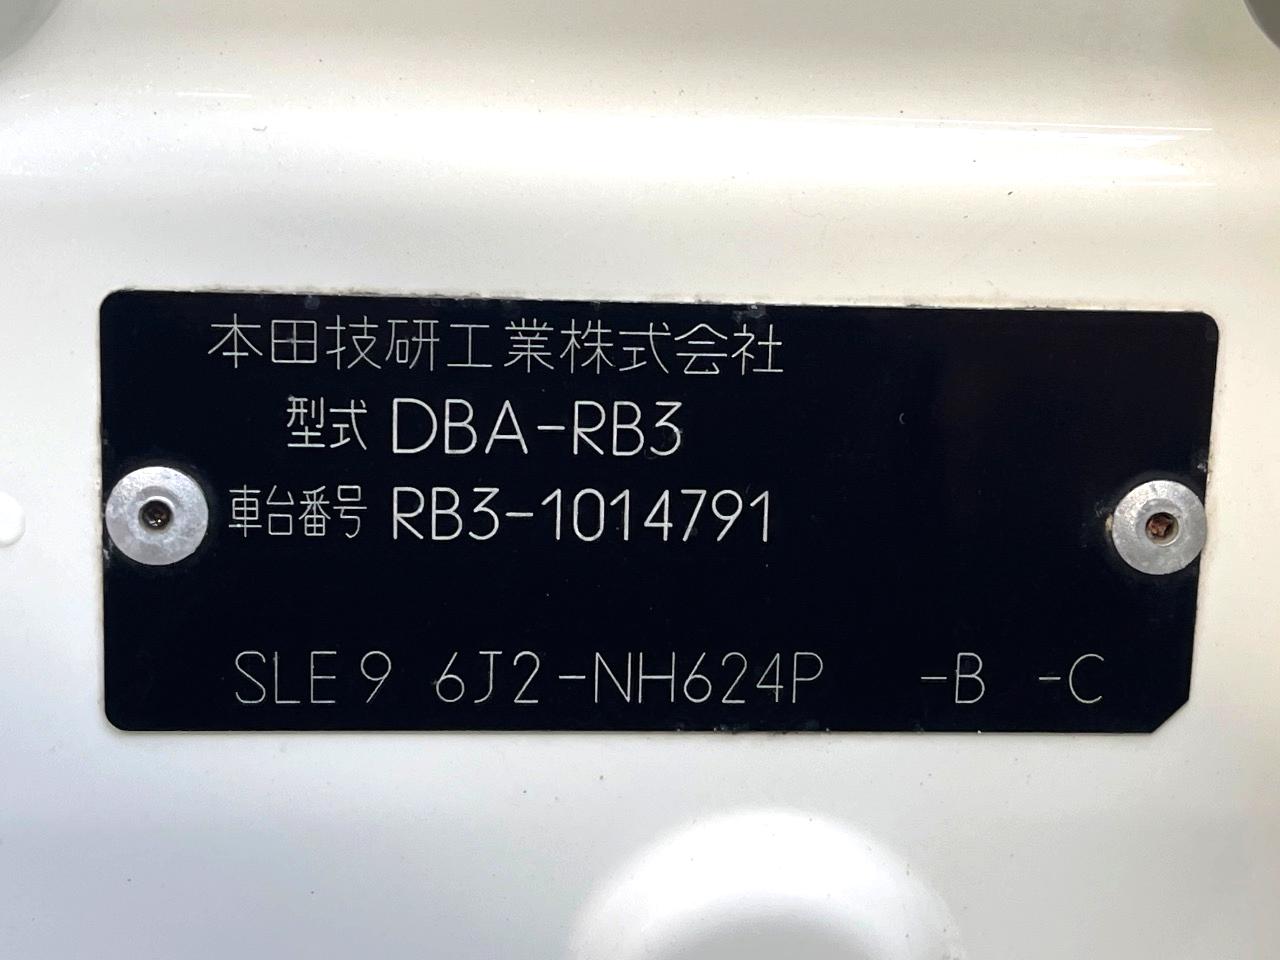 本田技研工業株式会社
型式 DBA-RB3
車台番号 RB3-1014791
SLE9 6J2-NH624P -B -C